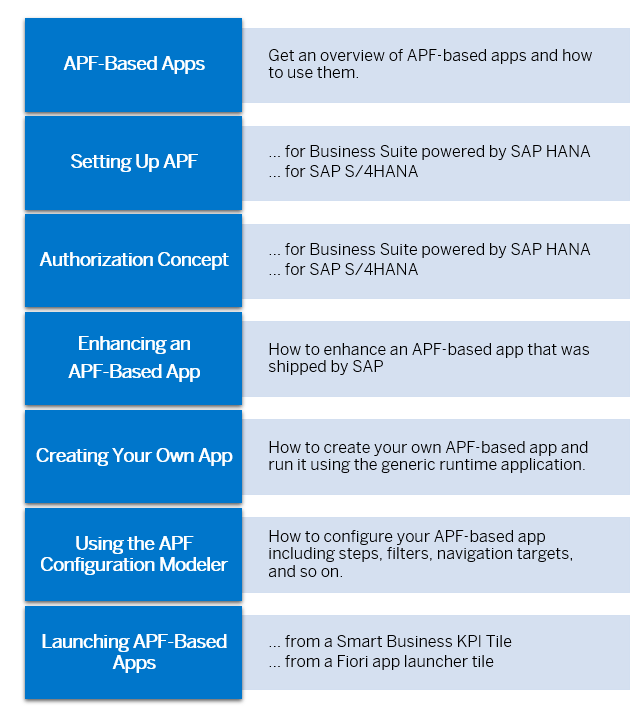 APF-Based Apps
Get an overview of APF-based apps and how
to use them.
Setting Up APF
... for Business Suite powered by SAP HANA
... for SAP S/4HANA
Authorization Concept
... for Business Suite powered by SAP HANA
... for SAP S/4HANA
Enhancing an
APF-Based App
How to enhance an APF-based app that was
shipped by SAP
Creating Your Own App
How to create your own APF-based app and
run it using the generic runtime application.
Using the APF
Configuration Modeler
How to configure your APF-based app
including steps, filters, navigation targets,
and so on.
Launching APF-Based
Apps
... from a Smart Business KPI Tile
... from a Fiori app launcher tile